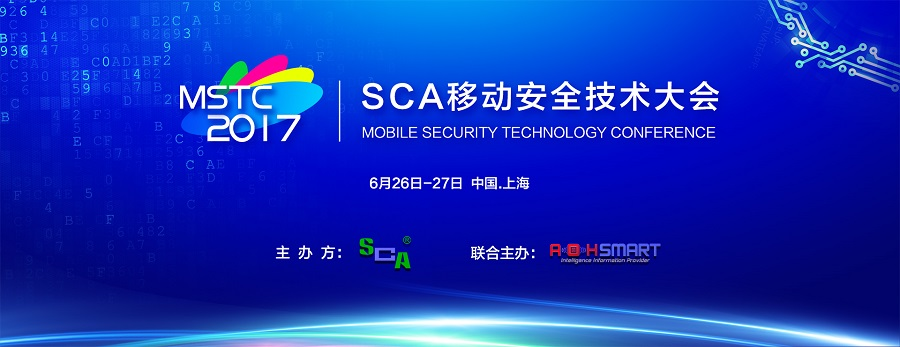 MSTC
2017
SCA移动安全技术大会
MOBILE SECURITY TECHNOLOGY CONFERENCE
6月26日-27日 中国.上海
主办方：
SCA®
联合主办：
SMART
Intelligence Information Provider